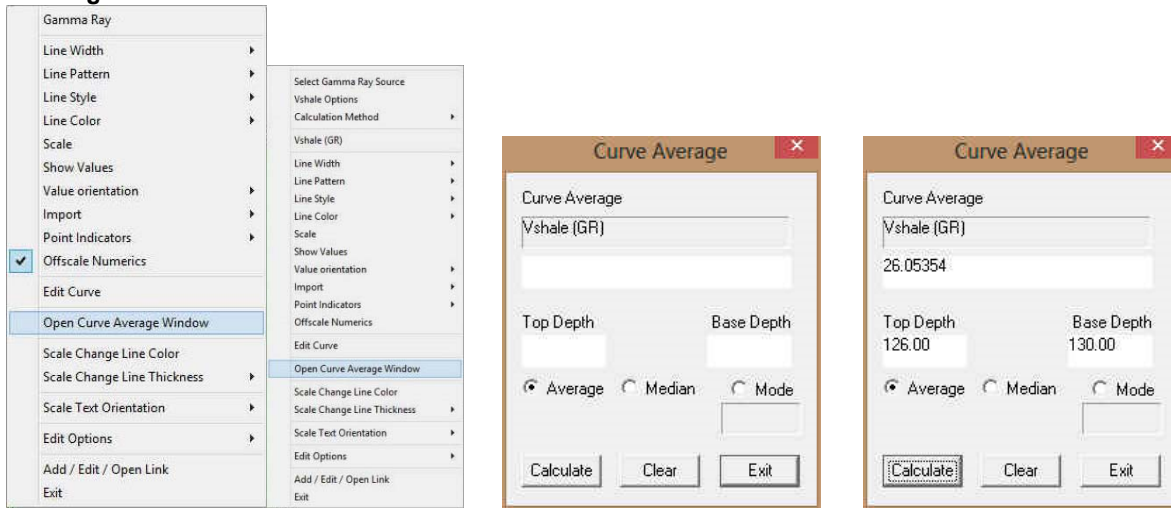 Gamma Ray
Line Width
Line Pattern
Line Style
Line Color
Scale
Show Values
Value orientation
Import
Point Indicators
Offscale Numerics
Edit Curve
Open Curve Average Window
Scale Change Line Color
Scale Change Line Thickness
Scale Text Orientation
Edit Options
Add / Edit / Open Link
Exit
Select Gamma Ray Source
Vshale Options
Calculation Method
Vshale (GR)
Line Width
Line Pattern
Line Style
Line Color
Scale
Show Values
Value orientation
Import
Point Indicators
Offscale Numerics
Edit Curve
Open Curve Average Window
Scale Change Line Color
Scale Change Line Thickness
Scale Text Orientation
Edit Options
Add / Edit / Open Link
Exit
Curve Average
Curve Average
Vshale (GR)
Top Depth Base Depth
Average Median Mode
Calculate Clear Exit
Curve Average
Curve Average
Vshale (GR)
26.05354
Top Depth Base Depth
126.00 130.00
Average Median Mode
Calculate Clear Exit